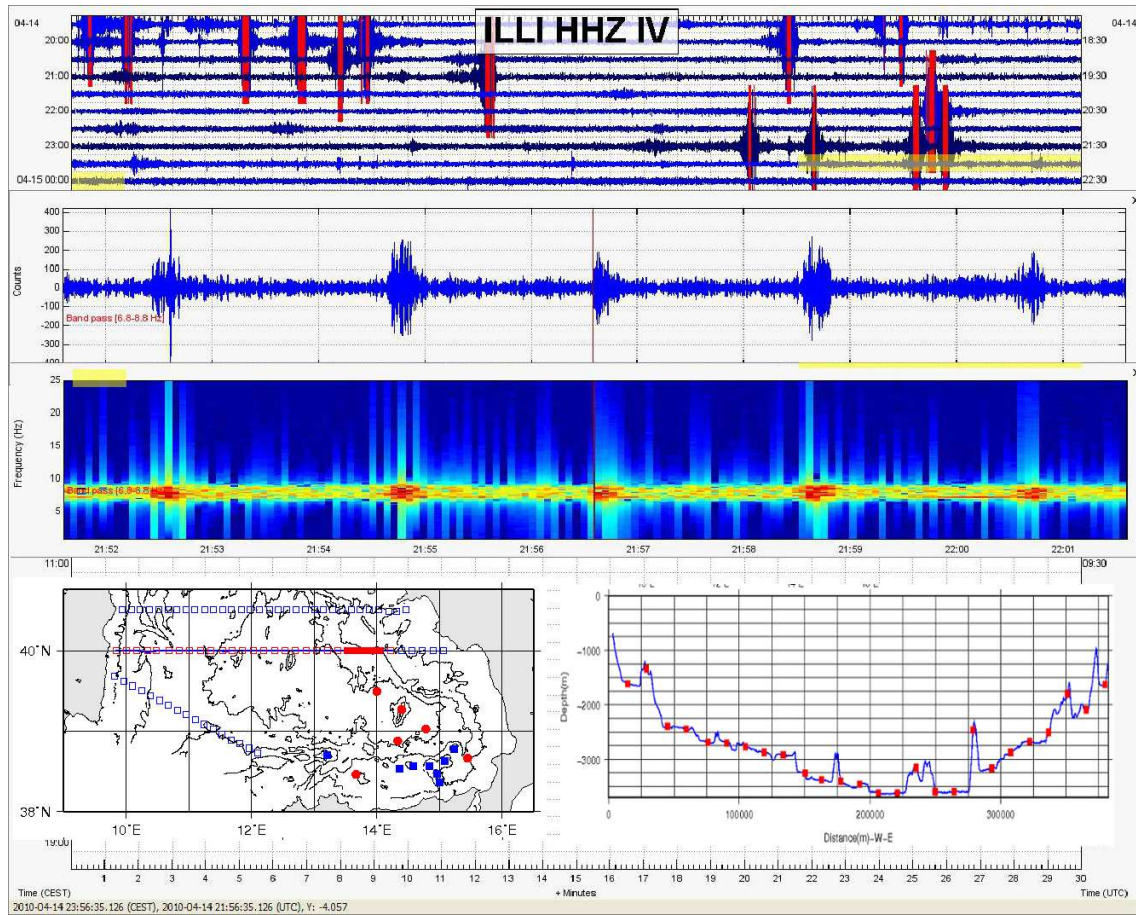 04-14
ILLI HHZ IV
04-14
20:00
18:30
21:00
19:30
22:00
20:30
23:00
21:30
04-15 00:00
22:30
x
400
300
200
100
0
-100
-200
-300
400
Counts
Band pass [6.8-8.8 Hz]
x
25
20
15
10
5
Frequency (Hz)
21:52 21:53 21:54 21:55 21:56 21:57 21:58 21:59 22:00 22:01
11:00
09:30
40°N
38°N
10°E 12°E 14°E 16°E
0
-1000
-2000
-3000
Depth(m)
0 100000 200000 300000
Distance(m)-W-E
19:00
1 2 3 4 5 6 7 8 9 10 11 12 13 14 15 16 17 18 19 20 21 22 23 24 25 26 27 28 29 30
Time (CEST) + Minutes Time (UTC)
2010-04-14 23:56:35.126 (CEST), 2010-04-14 21:56:35.126 (UTC), Y: -4.057